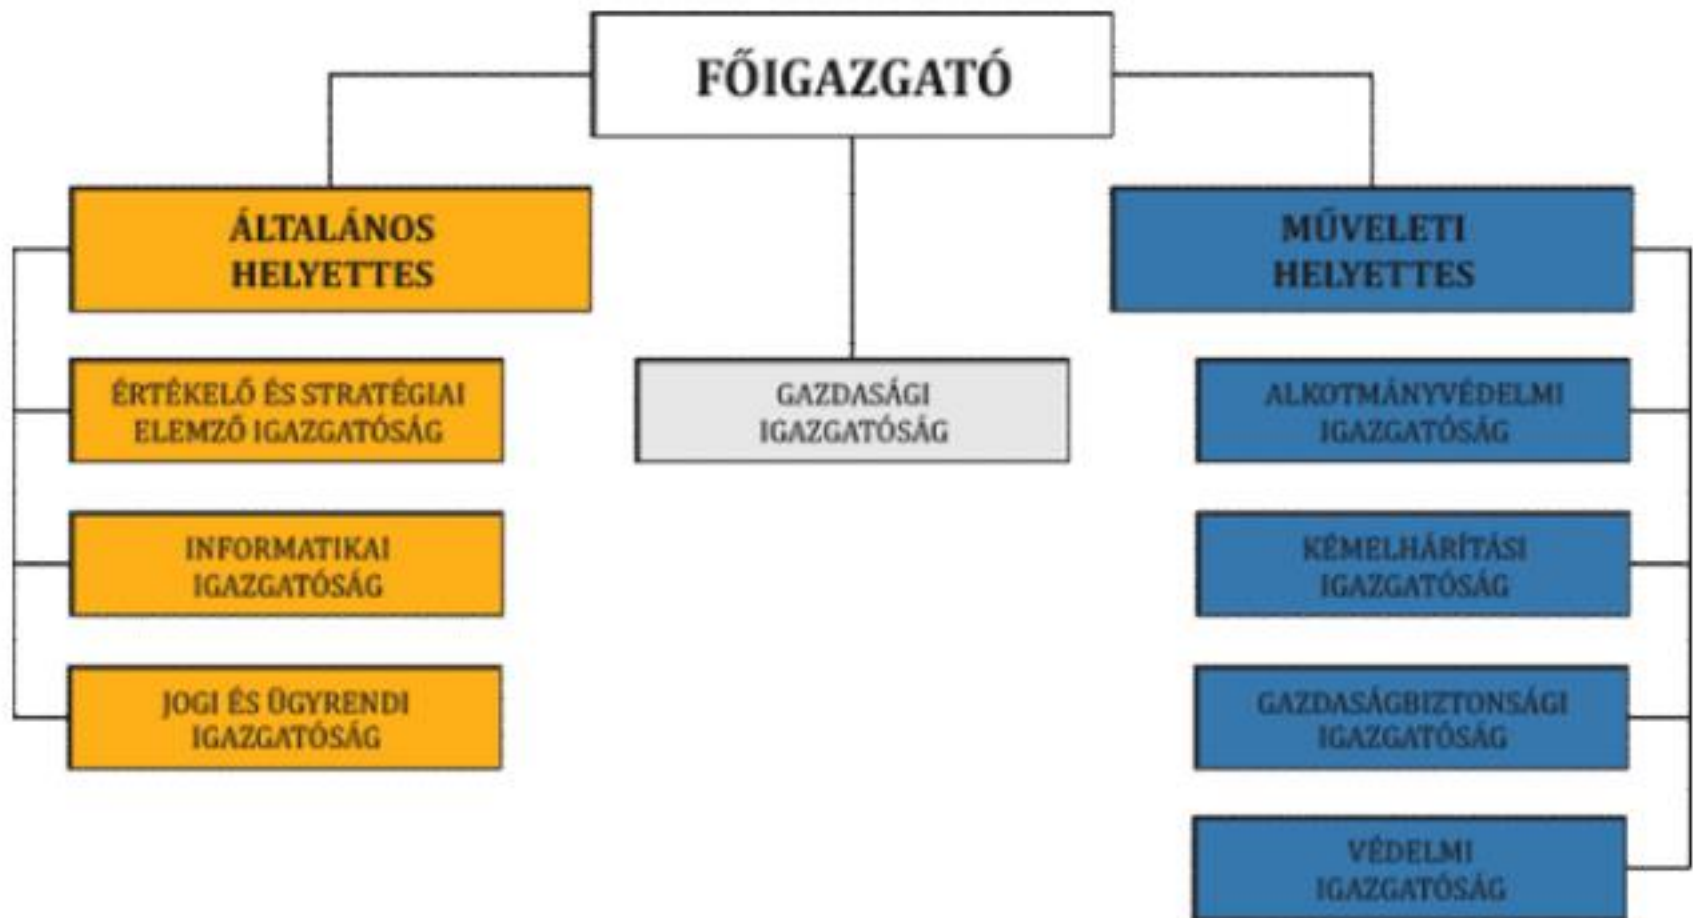 FŐIGAZGATÓ
ÁLTALÁNOS
HELYETTES
ÉRTÉKELŐ ÉS STRATÉGIAI
ELEMZŐ IGAZGATÓSÁG
INFORMATIKAI
IGAZGATÓSÁG
JOGI ÉS ÜGYRENDI
IGAZGATÓSÁG
GAZDASÁGI
IGAZGATÓSÁG
MŰVELETI
HELYETTES
ALKOTMÁNYVÉDELMI
IGAZGATÓSÁG
KÉMELHÁRÍTÁSI
IGAZGATÓSÁG
GAZDASÁGBIZTONSÁGI
IGAZGATÓSÁG
VÉDELMI
IGAZGATÓSÁG